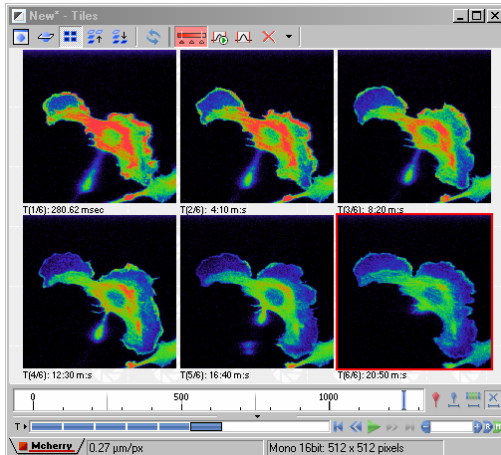 New* - Tiles
T(1/6): 280.62 msec
T(2/6): 4:10 m:s
T(3/6): 8:20 m:s
T(4/6): 12:30 m:s
T(5/6): 16:40 m:s
T(6/6): 20:50 m:s
0 500 1000
T
Mcherry
0.27 µm/px
Mono 16bit: 512 x 512 pixels